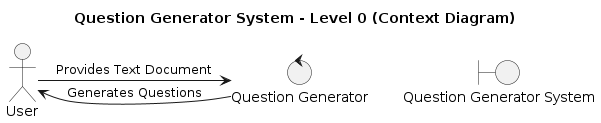 Question Generator System - Level 0 (Context Diagram)
Provides Text Document
Generates Questions
User
Question Generator
Question Generator System